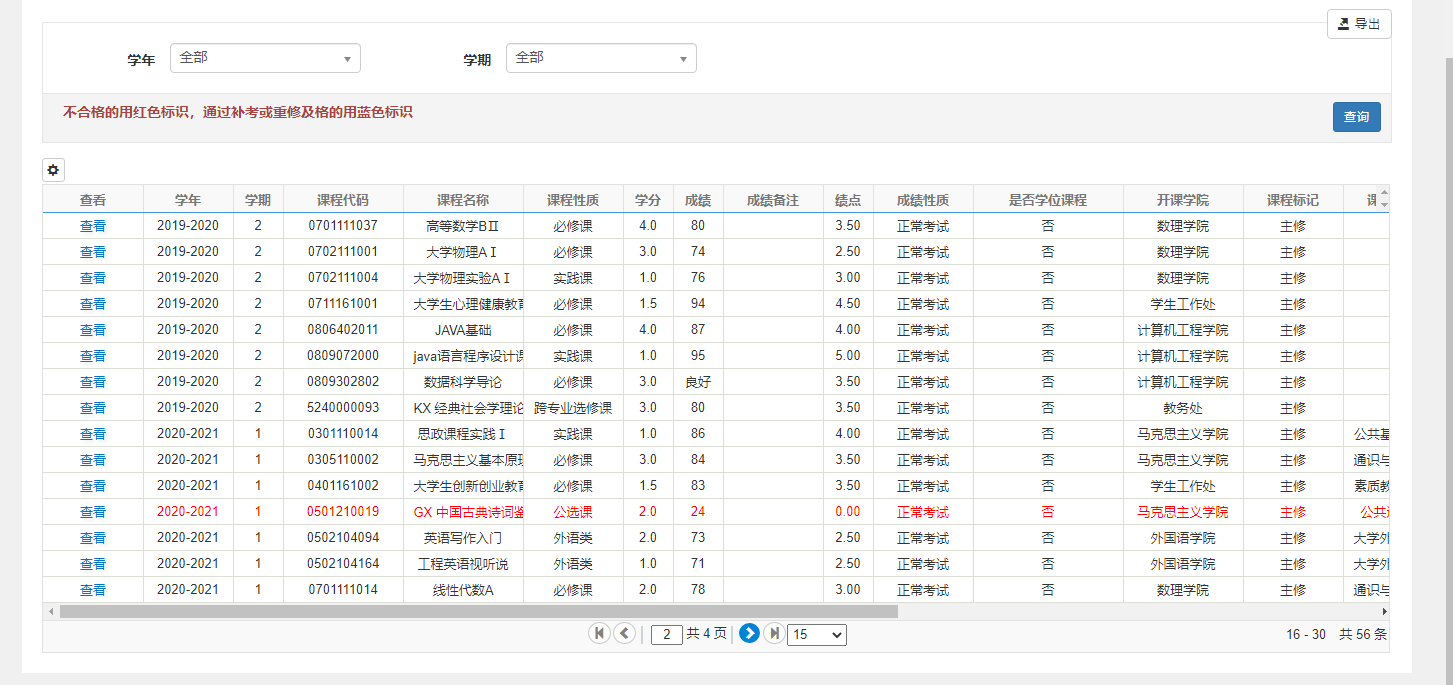 导出
学年 全部 学期 全部
不合格的用红色标识，通过补考或重修及格的用蓝色标识 查询
查看 学年 学期 课程代码 课程名称 课程性质 学分 成绩 成绩备注 绩点 成绩性质 是否学位课程 开课学院 课程标记 课
查看 2019-2020 2 0701111037 高等数学BⅡ 必修课 4.0 80 3.50 正常考试 否 数理学院 主修
查看 2019-2020 2 0702111001 大学物理AⅠ 必修课 3.0 74 2.50 正常考试 否 数理学院 主修
查看 2019-2020 2 0702111004 大学物理实验AⅠ 实践课 1.0 76 3.00 正常考试 否 数理学院 主修
查看 2019-2020 2 0711161001 大学生心理健康教育 必修课 1.5 94 4.50 正常考试 否 学生工作处 主修
查看 2019-2020 2 0806402011 JAVA基础 必修课 4.0 87 4.00 正常考试 否 计算机工程学院 主修
查看 2019-2020 2 0809072000 java语言程序设计课 实践课 1.0 95 5.00 正常考试 否 计算机工程学院 主修
查看 2019-2020 2 0809302802 数据科学导论 必修课 3.0 良好 3.50 正常考试 否 计算机工程学院 主修
查看 2019-2020 2 5240000093 KX 经典社会学理论 跨专业选修课 3.0 80 3.50 正常考试 否 教务处 主修
查看 2020-2021 1 0301110014 思政课程实践Ⅰ 实践课 1.0 86 4.00 正常考试 否 马克思主义学院 主修 公共基
查看 2020-2021 1 0305110002 马克思主义基本原理 必修课 3.0 84 3.50 正常考试 否 马克思主义学院 主修 通识与
查看 2020-2021 1 0401161002 大学生创新创业教育 必修课 1.5 83 3.50 正常考试 否 学生工作处 主修 素质教
查看 2020-2021 1 0501210019 GX 中国古典诗词鉴 公选课 2.0 24 0.00 正常考试 否 马克思主义学院 主修 公共选
查看 2020-2021 1 0502104094 英语写作入门 外语类 2.0 73 2.50 正常考试 否 外国语学院 主修 大学外
查看 2020-2021 1 0502104164 工程英语视听说 外语类 1.0 71 2.50 正常考试 否 外国语学院 主修 大学外
查看 2020-2021 1 0701111014 线性代数A 必修课 2.0 78 3.00 正常考试 否 数理学院 主修 通识与
2 共 4 页 15 16 - 30 共 56 条